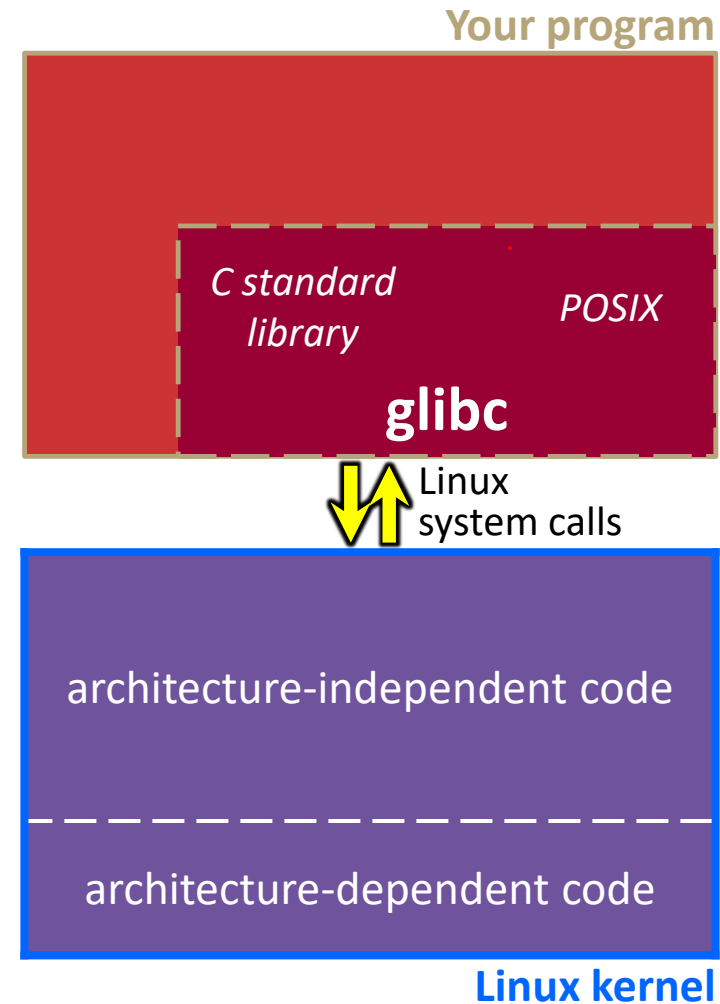 Your program
C standard
library
POSIX
glibc
Linux
system calls
architecture-independent code
architecture-dependent code
Linux kernel